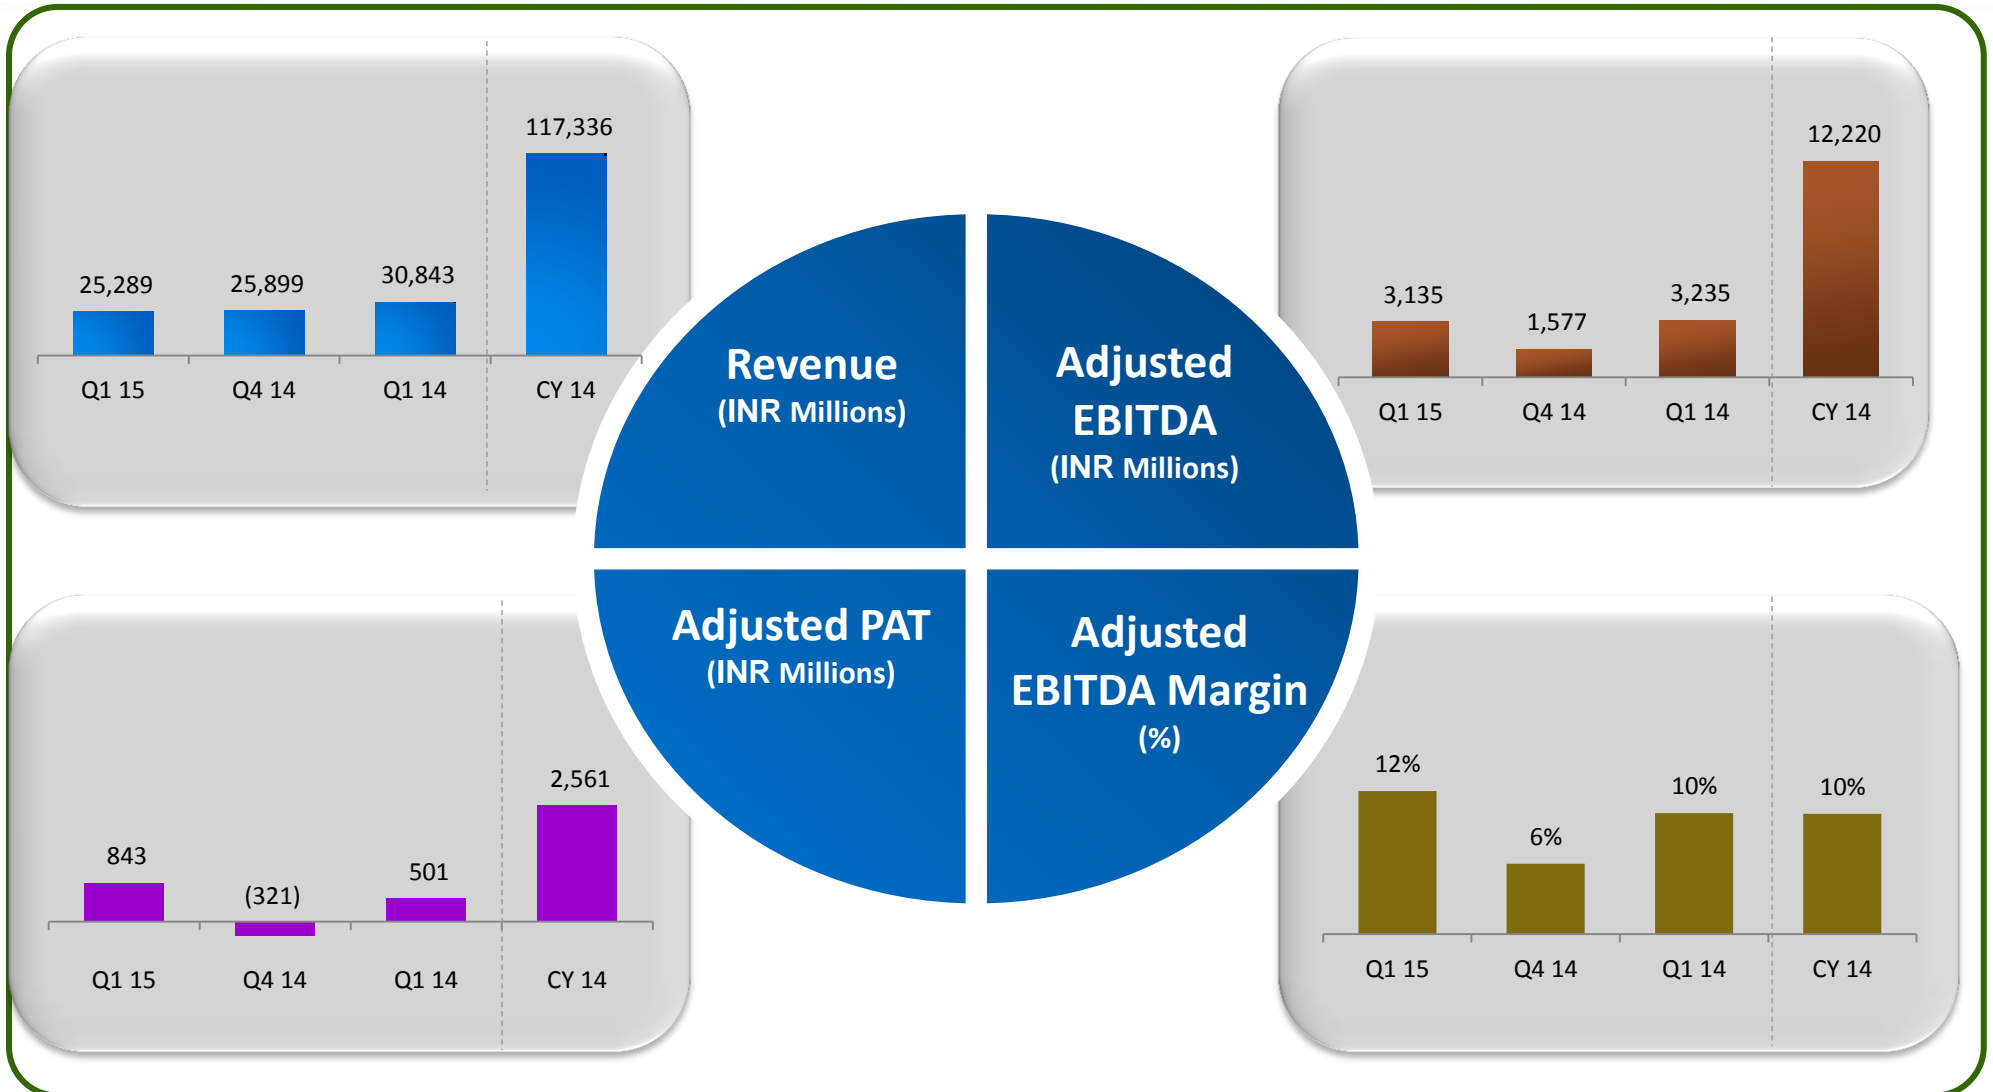 117,336
25,289
25,899
30,843
Q1 15
Q4 14
Q1 14
CY 14
Revenue
(INR Millions)
Adjusted
EBITDA
(INR Millions)
12,220
3,135
1,577
3,235
Q1 15
Q4 14
Q1 14
CY 14
Adjusted PAT
(INR Millions)
2,561
843
(321)
501
Q1 15
Q4 14
Q1 14
CY 14
Adjusted
EBITDA Margin
(%)
12%
6%
10%
10%
Q1 15
Q4 14
Q1 14
CY 14